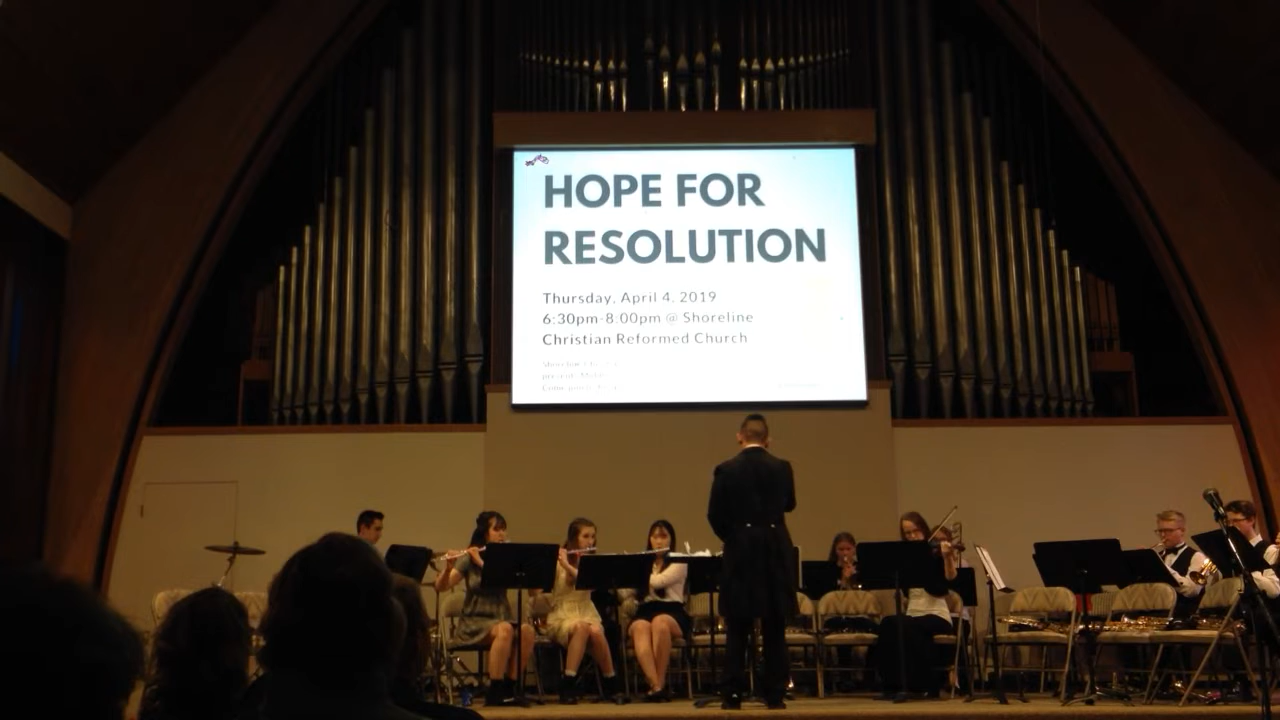 HOPE FOR
RESOLUTION
Thursday, April 4, 2019
6:30pm-8:00pm @ Shoreline
Christian Reformed Church